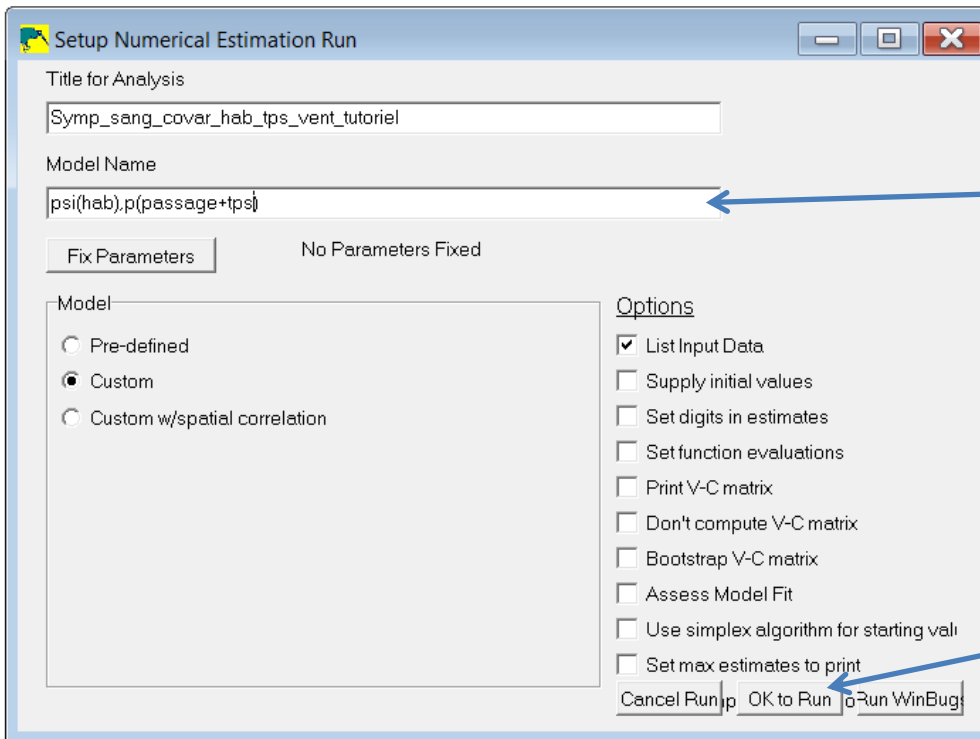 Setup Numerical Estimation Run
Title for Analysis
Symp_sang_covar_hab_tps_vent_tutoriel
Model Name
psi(hab),p(passage+tps)
Fix Parameters
No Parameters Fixed
Model
Pre-defined
Custom
Custom w/spatial correlation
Options
List Input Data
Supply initial values
Set digits in estimates
Set function evaluations
Print V-C matrix
Don't compute V-C matrix
Bootstrap V-C matrix
Assess Model Fit
Use simplex algorithm for starting valu
Set max estimates to print
Cancel Run OK to Run Run WinBugs